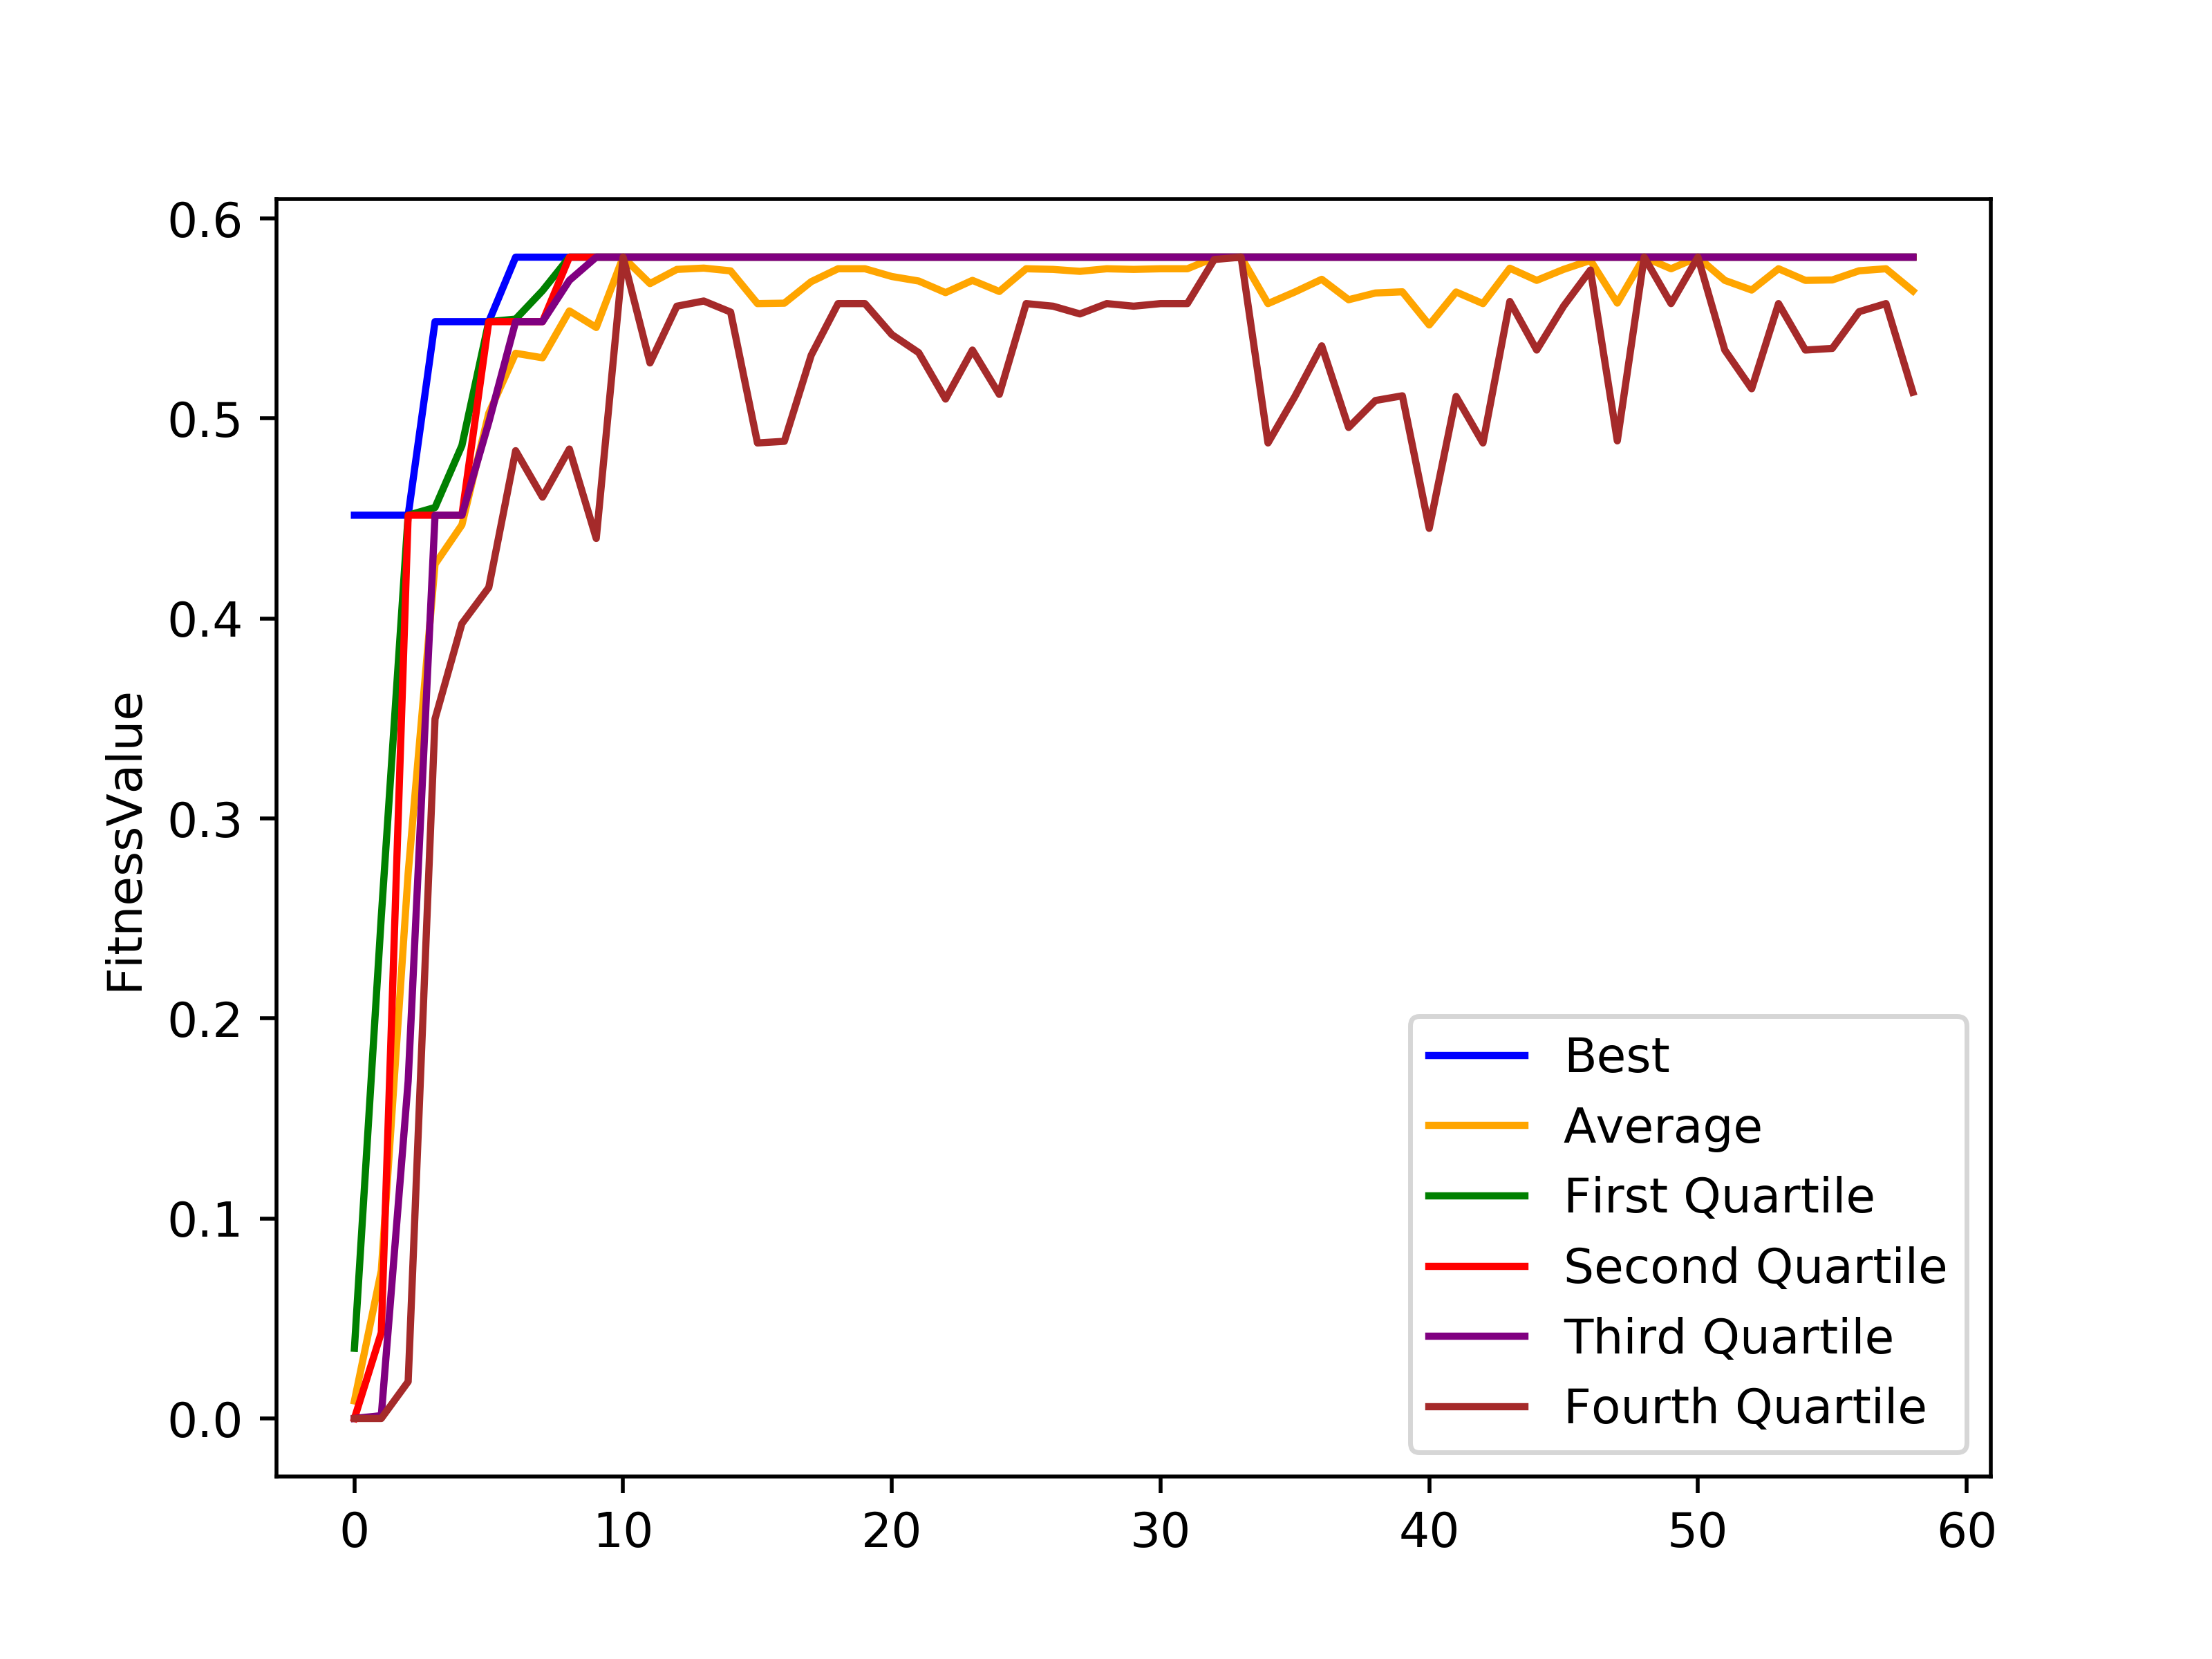 0.6
0.5
0.4
0.3
0.2
0.1
0.0
FitnessValue
0 10 20 30 40 50 60
Best
Average
First Quartile
Second Quartile
Third Quartile
Fourth Quartile